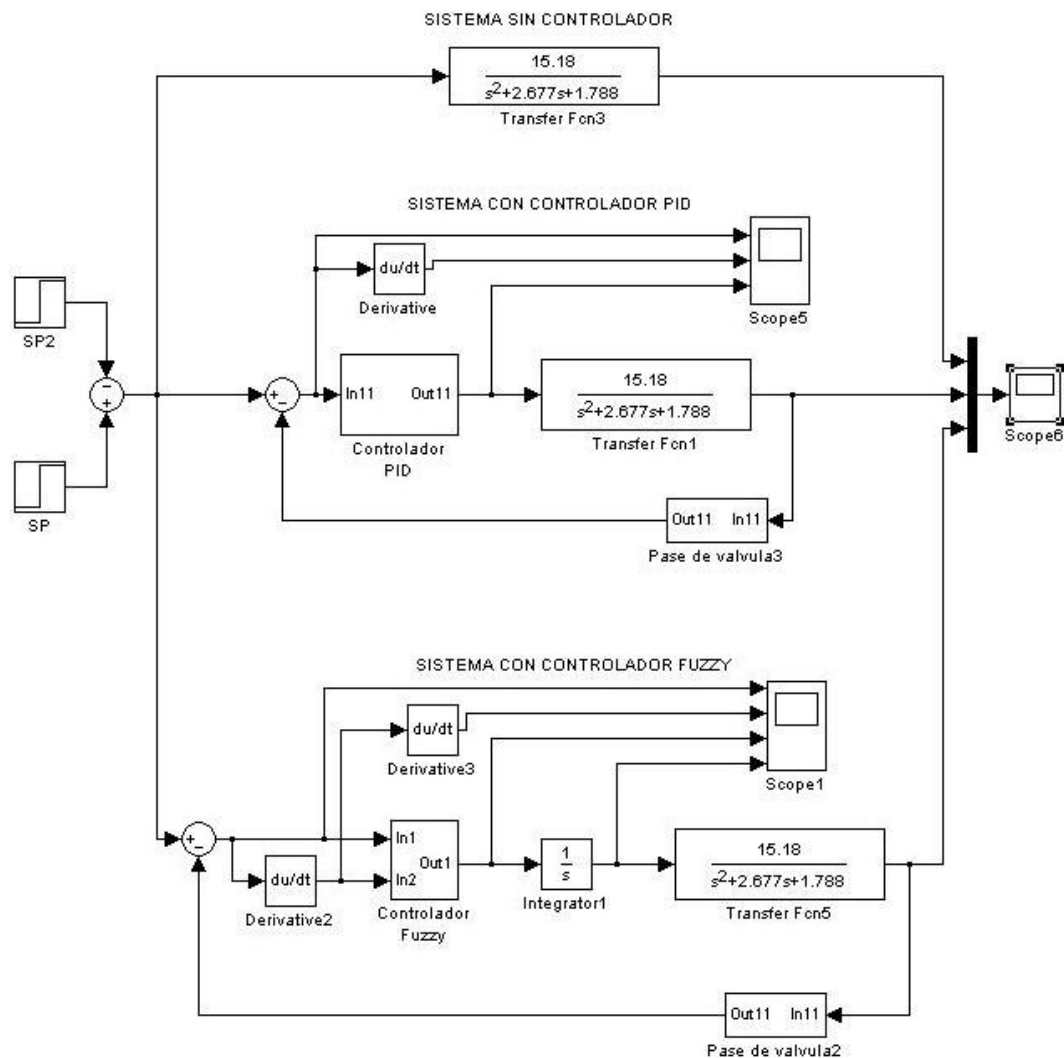 SISTEMA SIN CONTROLADOR
15.18
s²+2.677s+1.788
Transfer Fcn3
SISTEMA CON CONTROLADOR PID
du/dt
Derivative
Scope5
SP2
−
+
+
−
In11 Out11
Controlador
PID
15.18
s²+2.677s+1.788
Transfer Fcn1
Scope6
SP
Out11 In11
Pase de valvula3
SISTEMA CON CONTROLADOR FUZZY
du/dt
Derivative3
Scope1
+
−
du/dt
Derivative2
In1
In2
Out1
Controlador
Fuzzy
1
s
Integrator1
15.18
s²+2.677s+1.788
Transfer Fcn5
Out11 In11
Pase de valvula2